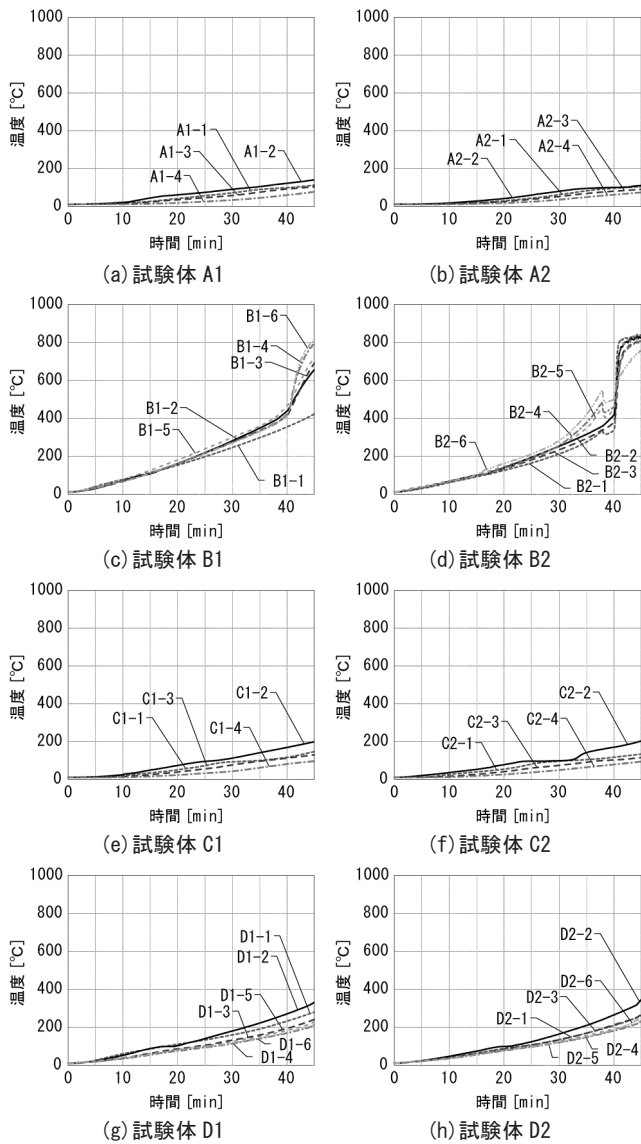 1000
800
600
400
200
0
温度 [℃]
A1-1
A1-3
A1-2
A1-4
0 10 20 30 40
時間 [min]
(a) 試験体 A1
1000
800
600
400
200
0
温度 [℃]
A2-3
A2-1
A2-4
A2-2
0 10 20 30 40
時間 [min]
(b) 試験体 A2
1000
800
600
400
200
0
温度 [℃]
B1-6
B1-4
B1-3
B1-2
B1-5
B1-1
0 10 20 30 40
時間 [min]
(c) 試験体 B1
1000
800
600
400
200
0
温度 [℃]
B2-5
B2-4
B2-6
B2-2
B2-3
B2-1
0 10 20 30 40
時間 [min]
(d) 試験体 B2
1000
800
600
400
200
0
温度 [℃]
C1-3
C1-2
C1-1
C1-4
0 10 20 30 40
時間 [min]
(e) 試験体 C1
1000
800
600
400
200
0
温度 [℃]
C2-2
C2-3
C2-4
C2-1
0 10 20 30 40
時間 [min]
(f) 試験体 C2
1000
800
600
400
200
0
温度 [℃]
D1-1
D1-2
D1-5
D1-3
D1-6
D1-4
0 10 20 30 40
時間 [min]
(g) 試験体 D1
1000
800
600
400
200
0
温度 [℃]
D2-2
D2-6
D2-3
D2-1
D2-4
D2-5
0 10 20 30 40
時間 [min]
(h) 試験体 D2